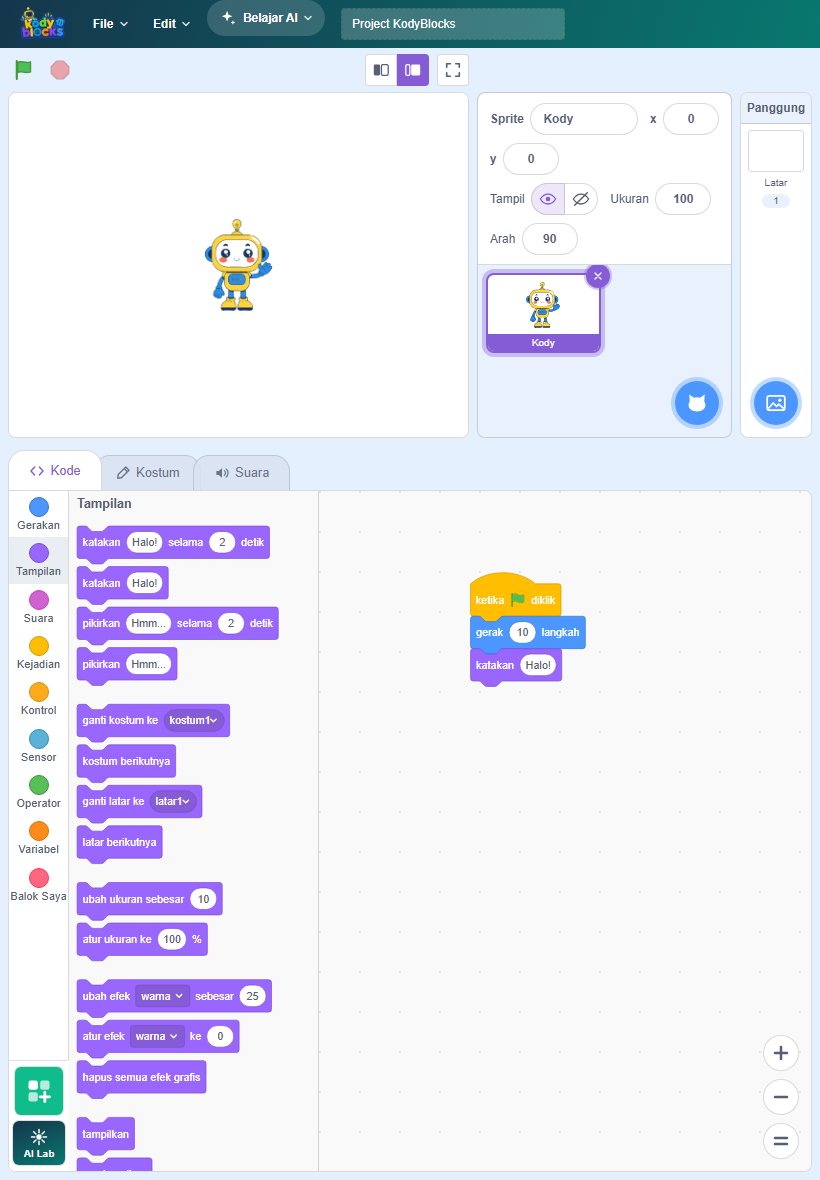 Kody
blocks
File
Edit
Belajar AI
Project KodyBlocks
Sprite Kody x 0
y 0
Tampil Ukuran 100
Arah 90
Kody
Panggung
Latar
1
Kode
Kostum
Suara
Gerakan
Tampilan
Suara
Kejadian
Kontrol
Sensor
Operator
Variabel
Balok Saya
AI Lab
Tampilan
katakan Halo! selama 2 detik
katakan Halo!
pikirkan Hmm... selama 2 detik
pikirkan Hmm...
ganti kostum ke kostum1
kostum berikutnya
ganti latar ke latar1
latar berikutnya
ubah ukuran sebesar 10
atur ukuran ke 100 %
ubah efek warna sebesar 25
atur efek warna ke 0
hapus semua efek grafis
tampilkan
ketika diklik
gerak 10 langkah
katakan Halo!